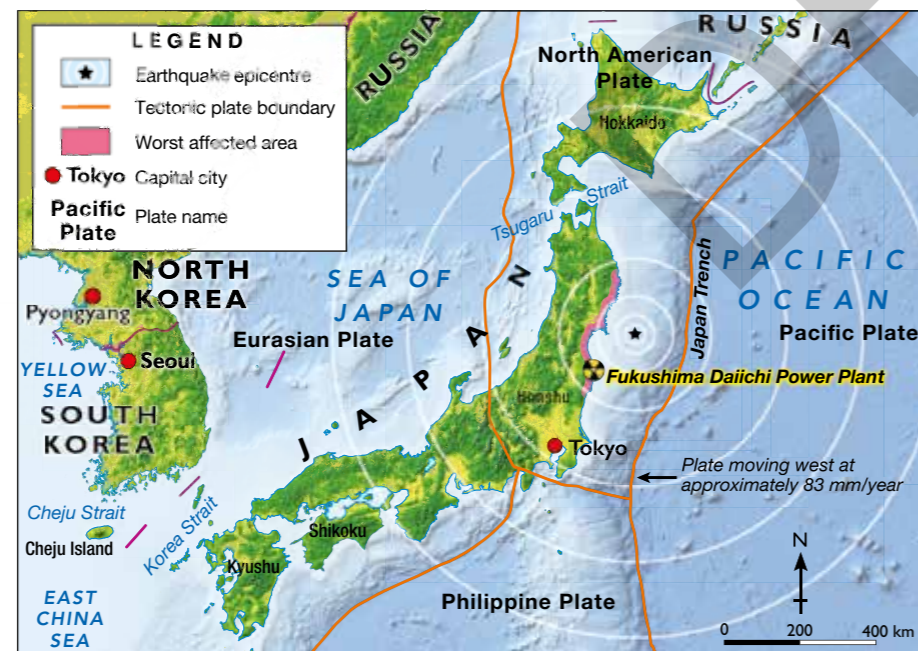 LEGEND
Earthquake epicentre
Tectonic plate boundary
Worst affected area
Tokyo Capital city
Pacific
Plate Plate name
RUSSIA
RUSSIA
North American
Plate
Hokkaido
Tsugaru Strait
NORTH
KOREA
Pyongyang
Seoul
YELLOW
SEA
SOUTH
KOREA
SEA OF
JAPAN
Eurasian Plate
JAPAN
Honshu
Tokyo
Japan Trench
PACIFIC
OCEAN
Pacific Plate
Fukushima Daiichi Power Plant
Plate moving west at
approximately 83 mm/year
Cheju Strait
Cheju Island
Korea Strait
Kyushu
Shikoku
EAST
CHINA
SEA
Philippine Plate
N
0 200 400 km